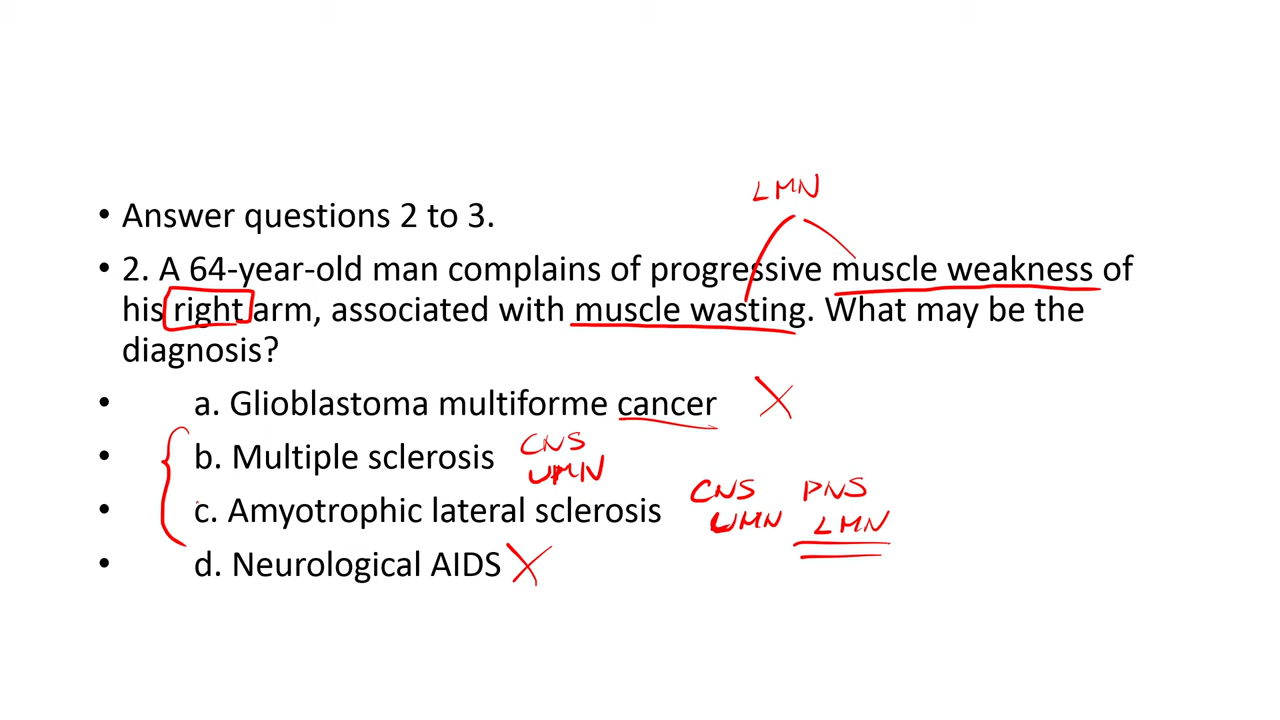 LMN
• Answer questions 2 to 3.
• 2. A 64-year-old man complains of progressive muscle weakness of
his right arm, associated with muscle wasting. What may be the
diagnosis?
• a. Glioblastoma multiforme cancer X
• b. Multiple sclerosis CNS
UMN
• c. Amyotrophic lateral sclerosis CNS PNS
UMN LMN
• d. Neurological AIDS X